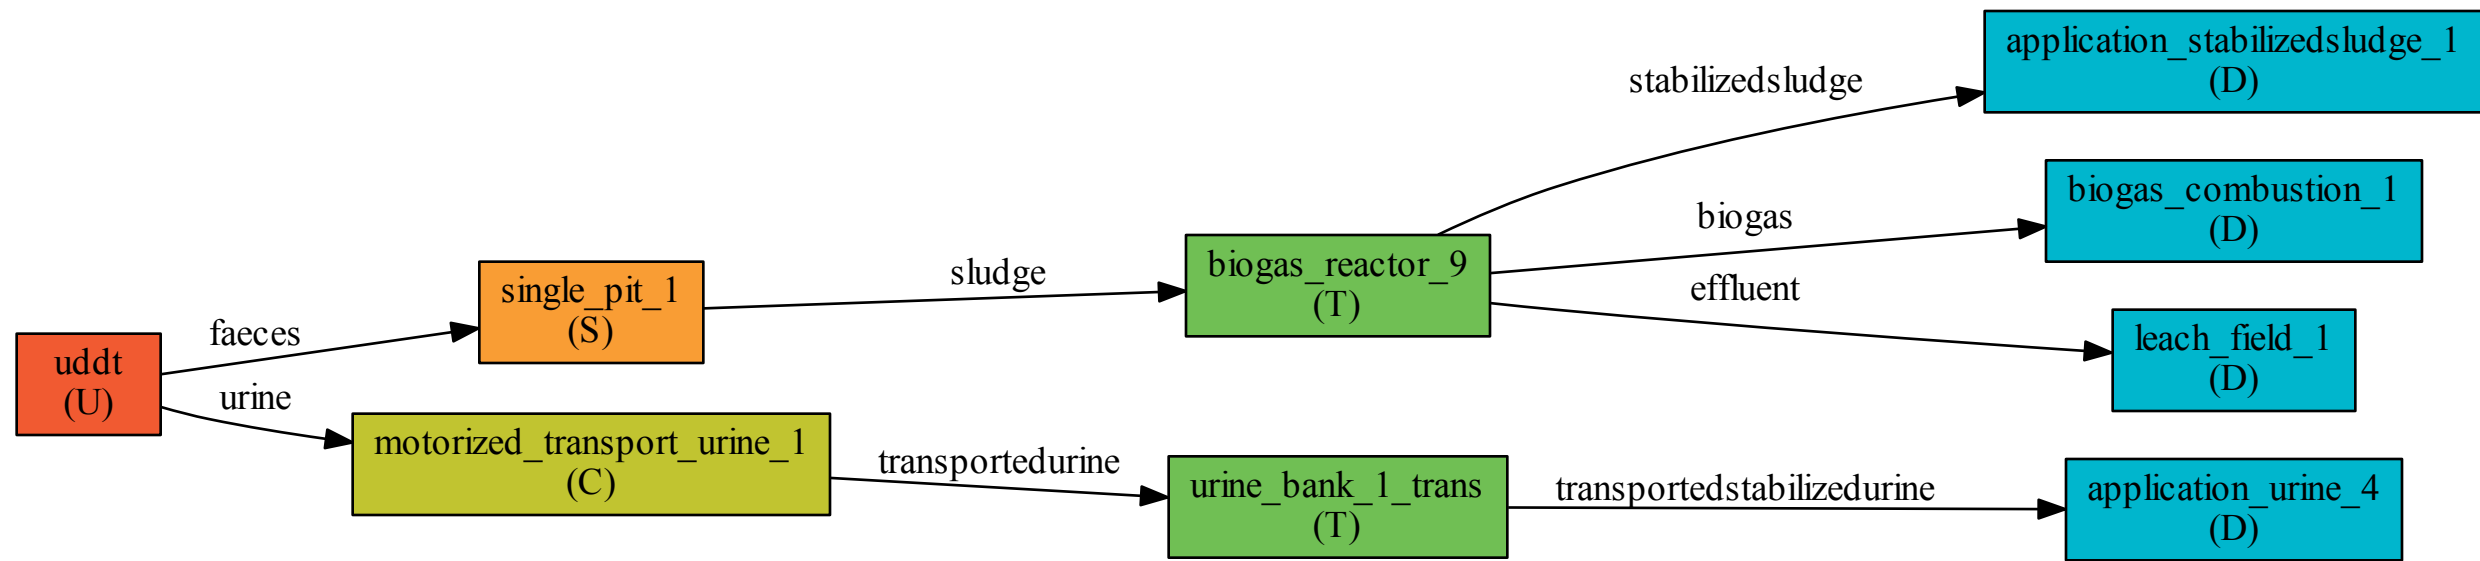 application_stabilizedsludge_1
(D)
stabilizedsludge
biogas_combustion_1
(D)
biogas
biogas_reactor_9
(T)
sludge
single_pit_1
(S)
effluent
leach_field_1
(D)
faeces
uddt
(U)
urine
motorized_transport_urine_1
(C)
transportedurine
urine_bank_1_trans
(T)
transportedstabilizedurine
application_urine_4
(D)